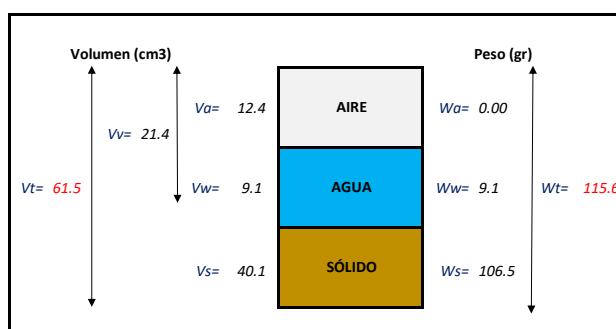 Volumen (cm3) Peso (gr)
Va= 12.4 AIRE Wa= 0.00
Vv= 21.4
Vt= 61.5 Vw= 9.1 AGUA Ww= 9.1 Wt= 115.6
Vs= 40.1 SÓLIDO Ws= 106.5